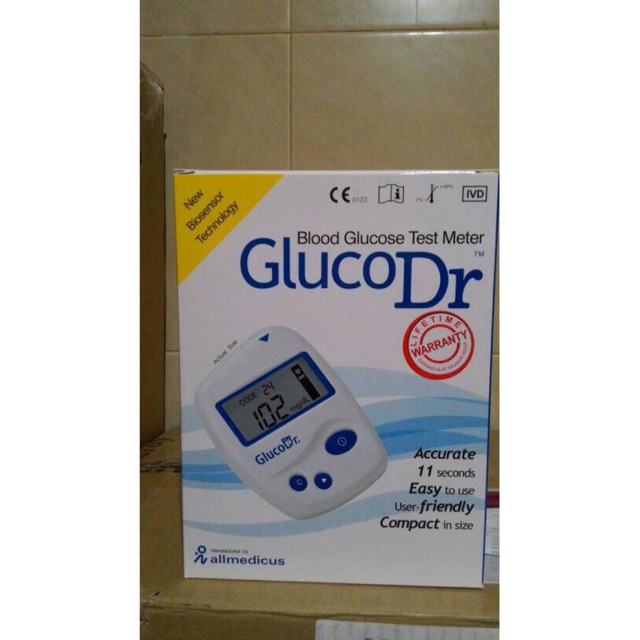 New
Biosensor
Technology
CE 0123
IVD
Blood Glucose Test Meter
GlucoDr™
LIFETIME
WARRANTY
Actual Size
CODE 24
102
mg/dL
GlucoDr.
Accurate
11 seconds
Easy to use
User-friendly
Compact in size
Manufactured by
allmedicus